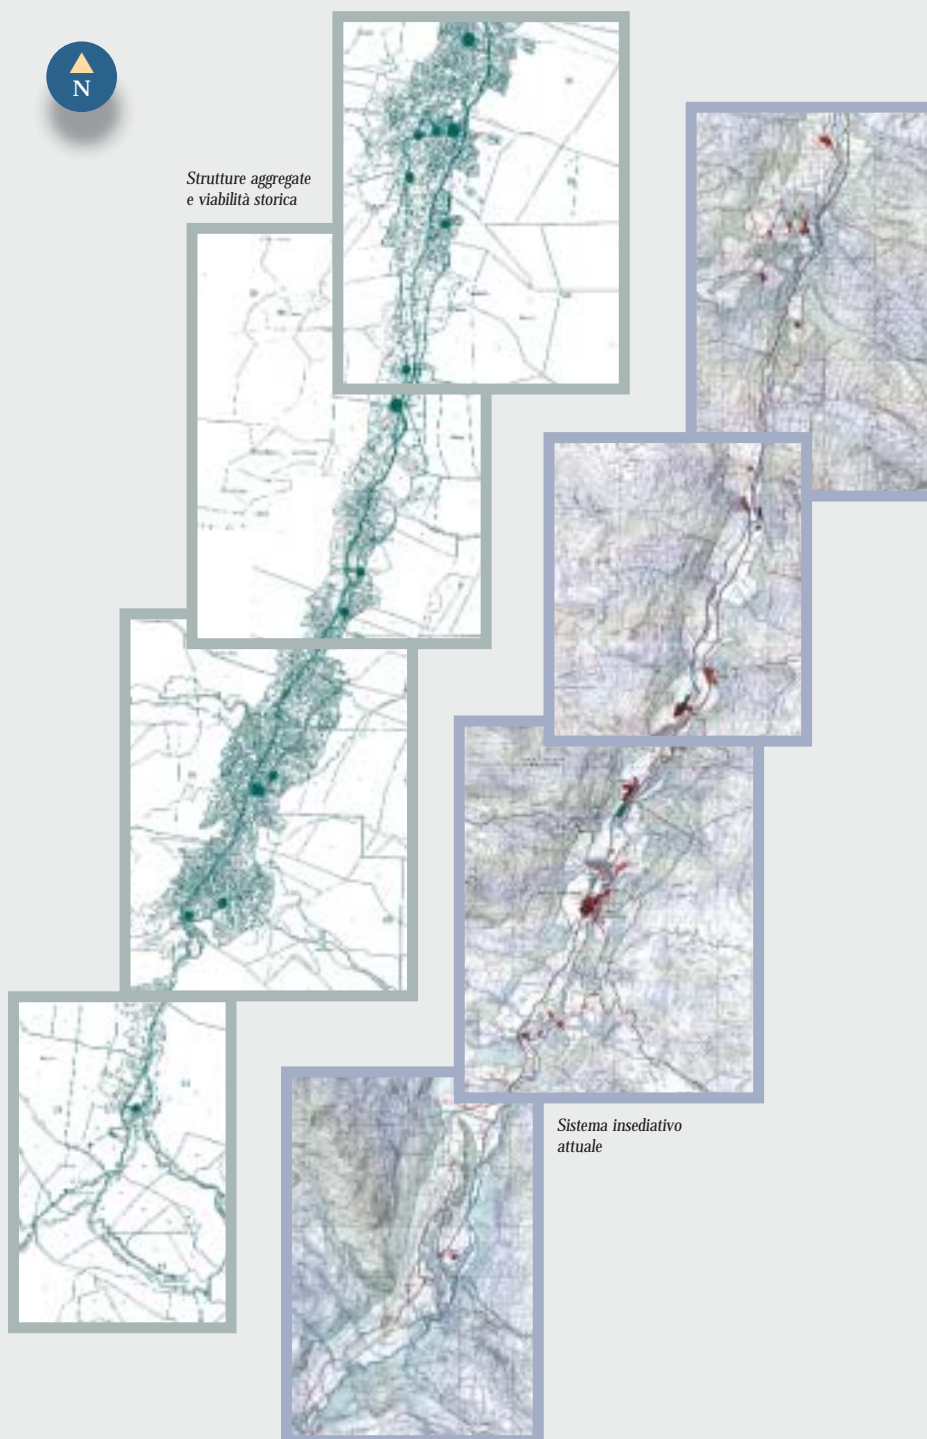 N
Strutture aggregate
e viabilità storica
Sistema insediativo
attuale